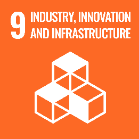 9 INDUSTRY, INNOVATION
AND INFRASTRUCTURE